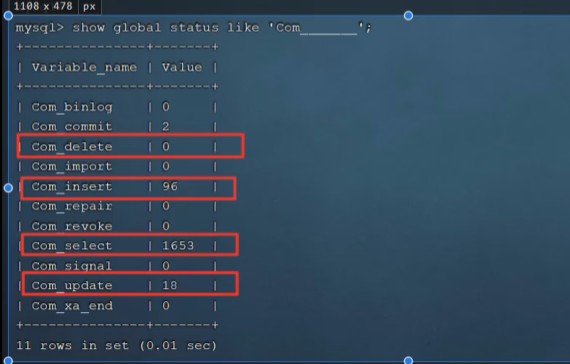 1108 x 478 px
mysql> show global status like 'Com_______';
+---------------+-------+
| Variable_name | Value |
+---------------+-------+
| Com_binlog | 0 |
| Com_commit | 2 |
| Com_delete | 0 |
| Com_import | 0 |
| Com_insert | 96 |
| Com_repair | 0 |
| Com_revoke | 0 |
| Com_select | 1653 |
| Com_signal | 0 |
| Com_update | 18 |
| Com_xa_end | 0 |
+---------------+-------+
11 rows in set (0.01 sec)